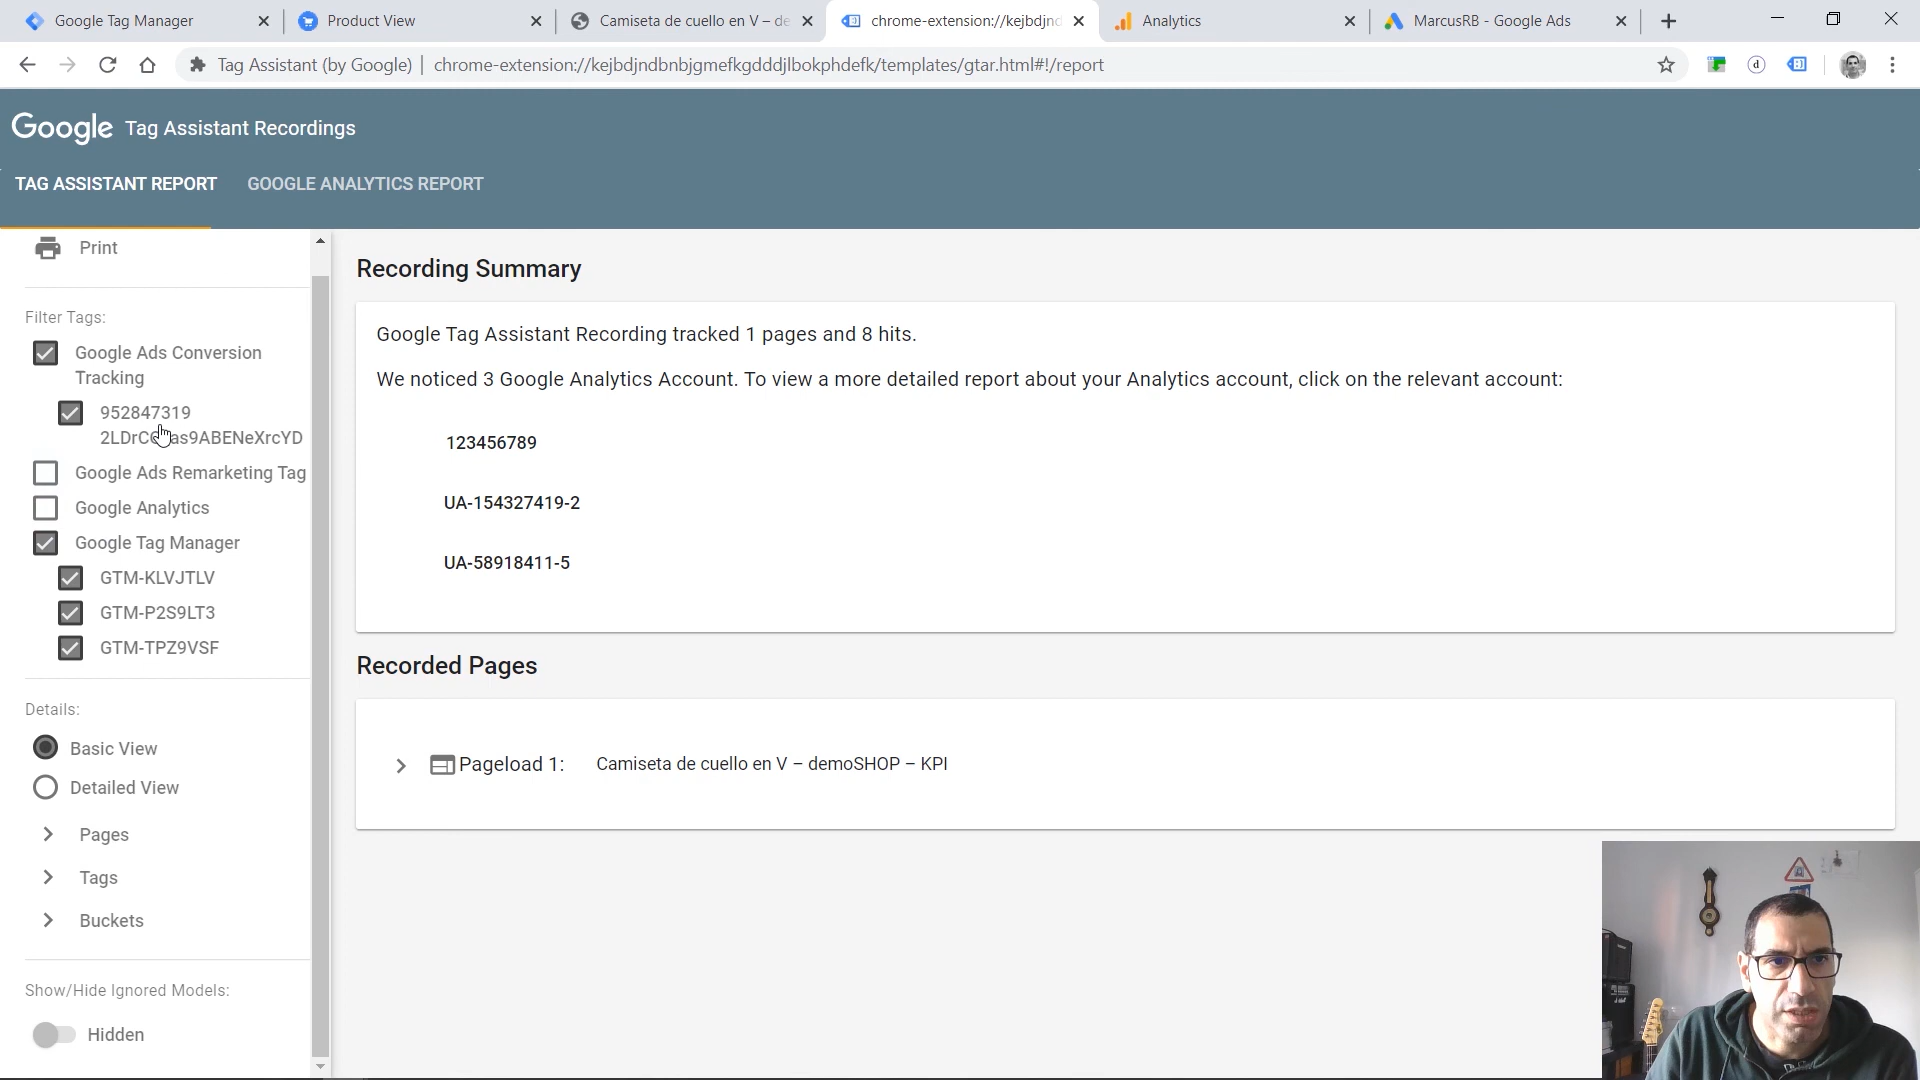 Google Tag Manager
Product View
Camiseta de cuello en V – de
chrome-extension://kejbdjnd
Analytics
MarcusRB - Google Ads
Tag Assistant (by Google) | chrome-extension://kejbdjndbnbjgmefkgdddjlbokphdefk/templates/gtar.html#!/report
Google Tag Assistant Recordings
TAG ASSISTANT REPORT
GOOGLE ANALYTICS REPORT
Print
Filter Tags:
Google Ads Conversion
Tracking
952847319
Google Ads Remarketing Tag
Google Analytics
Google Tag Manager
GTM-KLVJTLV
GTM-P2S9LT3
GTM-TPZ9VSF
Details:
Basic View
Detailed View
Pages
Tags
Buckets
Show/Hide Ignored Models:
Hidden
Recording Summary
Google Tag Assistant Recording tracked 1 pages and 8 hits.
We noticed 3 Google Analytics Account. To view a more detailed report about your Analytics account, click on the relevant account:
123456789
UA-154327419-2
UA-58918411-5
Recorded Pages
Pageload 1: Camiseta de cuello en V – demoSHOP – KPI